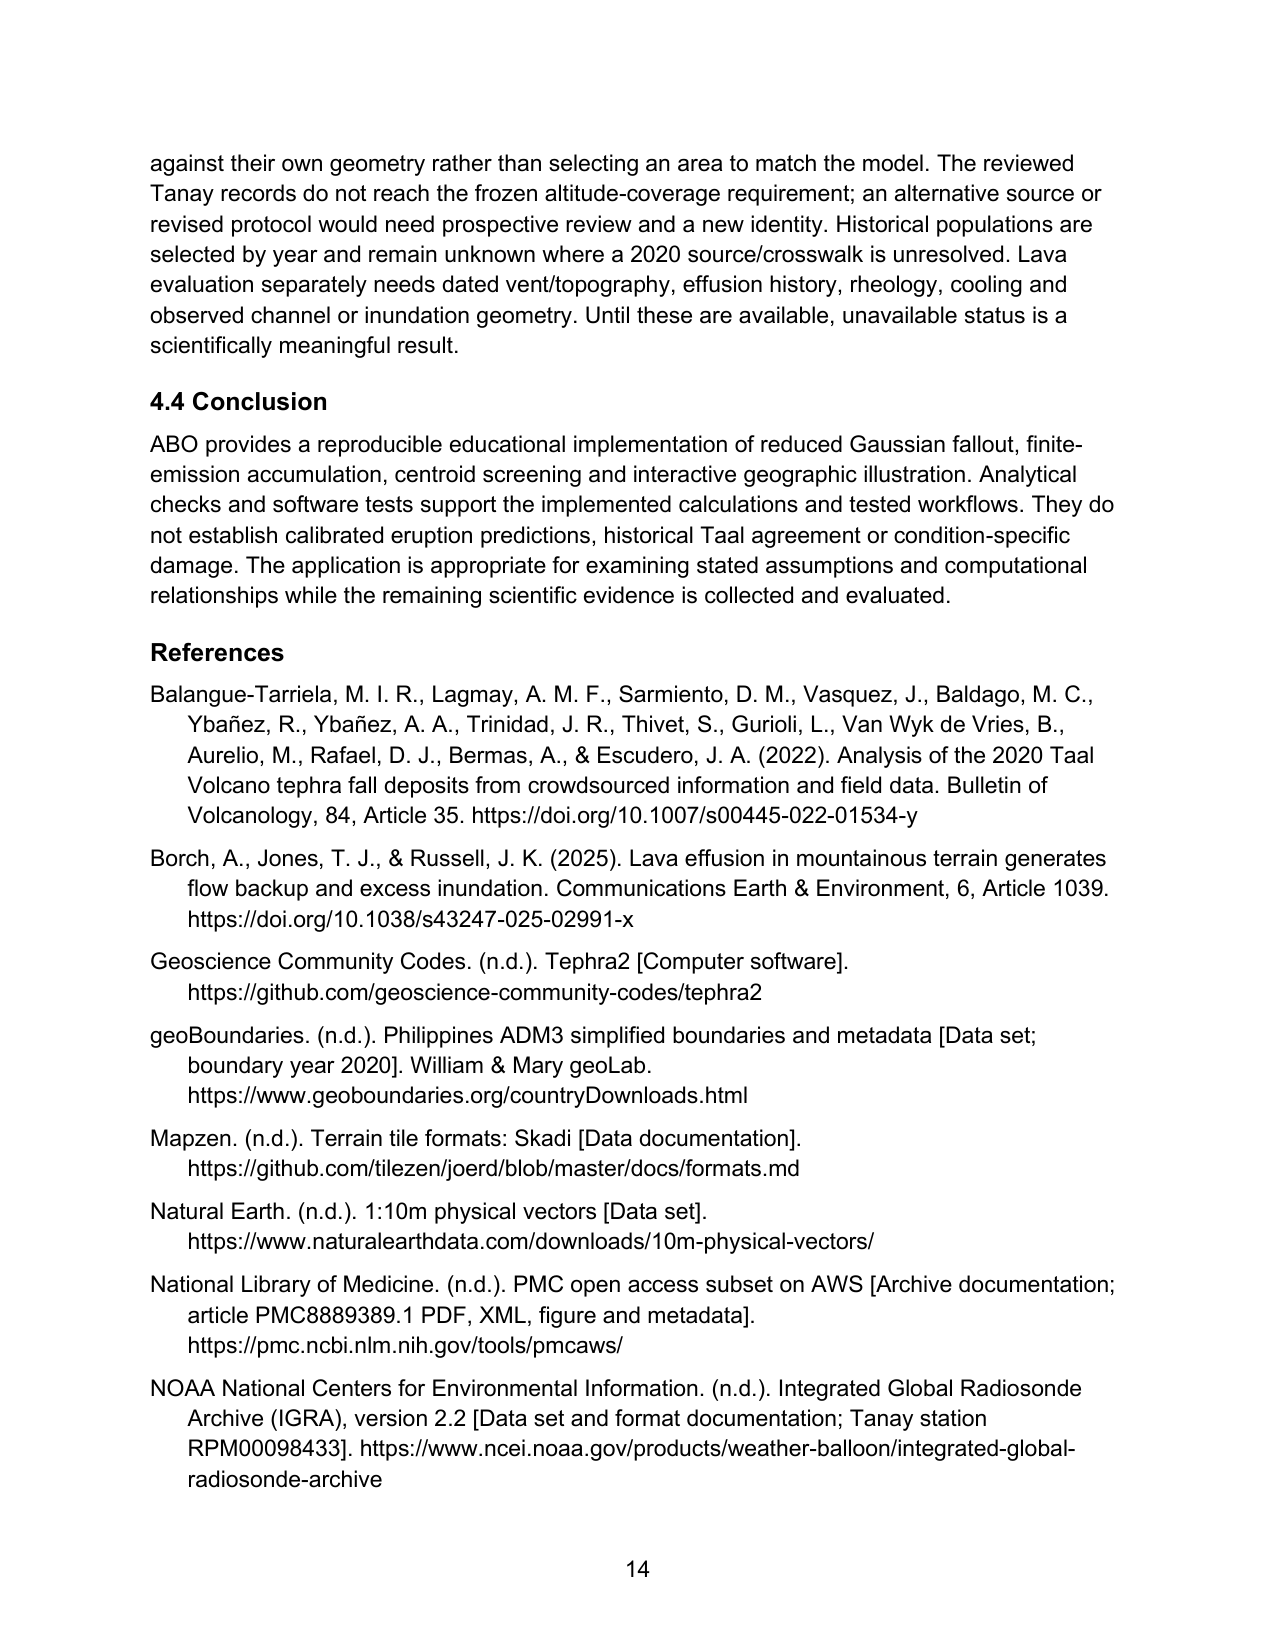 against their own geometry rather than selecting an area to match the model. The reviewed
Tanay records do not reach the frozen altitude-coverage requirement; an alternative source or
revised protocol would need prospective review and a new identity. Historical populations are
selected by year and remain unknown where a 2020 source/crosswalk is unresolved. Lava
evaluation separately needs dated vent/topography, effusion history, rheology, cooling and
observed channel or inundation geometry. Until these are available, unavailable status is a
scientifically meaningful result.
4.4 Conclusion
ABO provides a reproducible educational implementation of reduced Gaussian fallout, finite-
emission accumulation, centroid screening and interactive geographic illustration. Analytical
checks and software tests support the implemented calculations and tested workflows. They do
not establish calibrated eruption predictions, historical Taal agreement or condition-specific
damage. The application is appropriate for examining stated assumptions and computational
relationships while the remaining scientific evidence is collected and evaluated.
References
Balangue-Tarriela, M. I. R., Lagmay, A. M. F., Sarmiento, D. M., Vasquez, J., Baldago, M. C.,
Ybañez, R., Ybañez, A. A., Trinidad, J. R., Thivet, S., Gurioli, L., Van Wyk de Vries, B.,
Aurelio, M., Rafael, D. J., Bermas, A., & Escudero, J. A. (2022). Analysis of the 2020 Taal
Volcano tephra fall deposits from crowdsourced information and field data. Bulletin of
Volcanology, 84, Article 35. https://doi.org/10.1007/s00445-022-01534-y
Borch, A., Jones, T. J., & Russell, J. K. (2025). Lava effusion in mountainous terrain generates
flow backup and excess inundation. Communications Earth & Environment, 6, Article 1039.
https://doi.org/10.1038/s43247-025-02991-x
Geoscience Community Codes. (n.d.). Tephra2 [Computer software].
https://github.com/geoscience-community-codes/tephra2
geoBoundaries. (n.d.). Philippines ADM3 simplified boundaries and metadata [Data set;
boundary year 2020]. William & Mary geoLab.
https://www.geoboundaries.org/countryDownloads.html
Mapzen. (n.d.). Terrain tile formats: Skadi [Data documentation].
https://github.com/tilezen/joerd/blob/master/docs/formats.md
Natural Earth. (n.d.). 1:10m physical vectors [Data set].
https://www.naturalearthdata.com/downloads/10m-physical-vectors/
National Library of Medicine. (n.d.). PMC open access subset on AWS [Archive documentation;
article PMC8889389.1 PDF, XML, figure and metadata].
https://pmc.ncbi.nlm.nih.gov/tools/pmcaws/
NOAA National Centers for Environmental Information. (n.d.). Integrated Global Radiosonde
Archive (IGRA), version 2.2 [Data set and format documentation; Tanay station
RPM00098433]. https://www.ncei.noaa.gov/products/weather-balloon/integrated-global-
radiosonde-archive
14